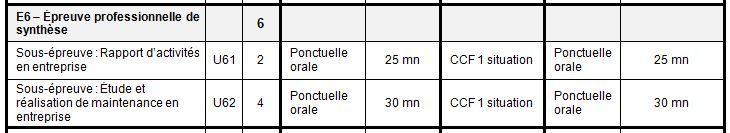 E6 – Épreuve professionnelle de
synthèse
6
Sous-épreuve : Rapport d’activités
en entreprise
U61
2
Ponctuelle
orale
25 mn
CCF 1 situation
Ponctuelle
orale
25 mn
Sous-épreuve : Étude et
réalisation de maintenance en
entreprise
U62
4
Ponctuelle
orale
30 mn
CCF 1 situation
Ponctuelle
orale
30 mn